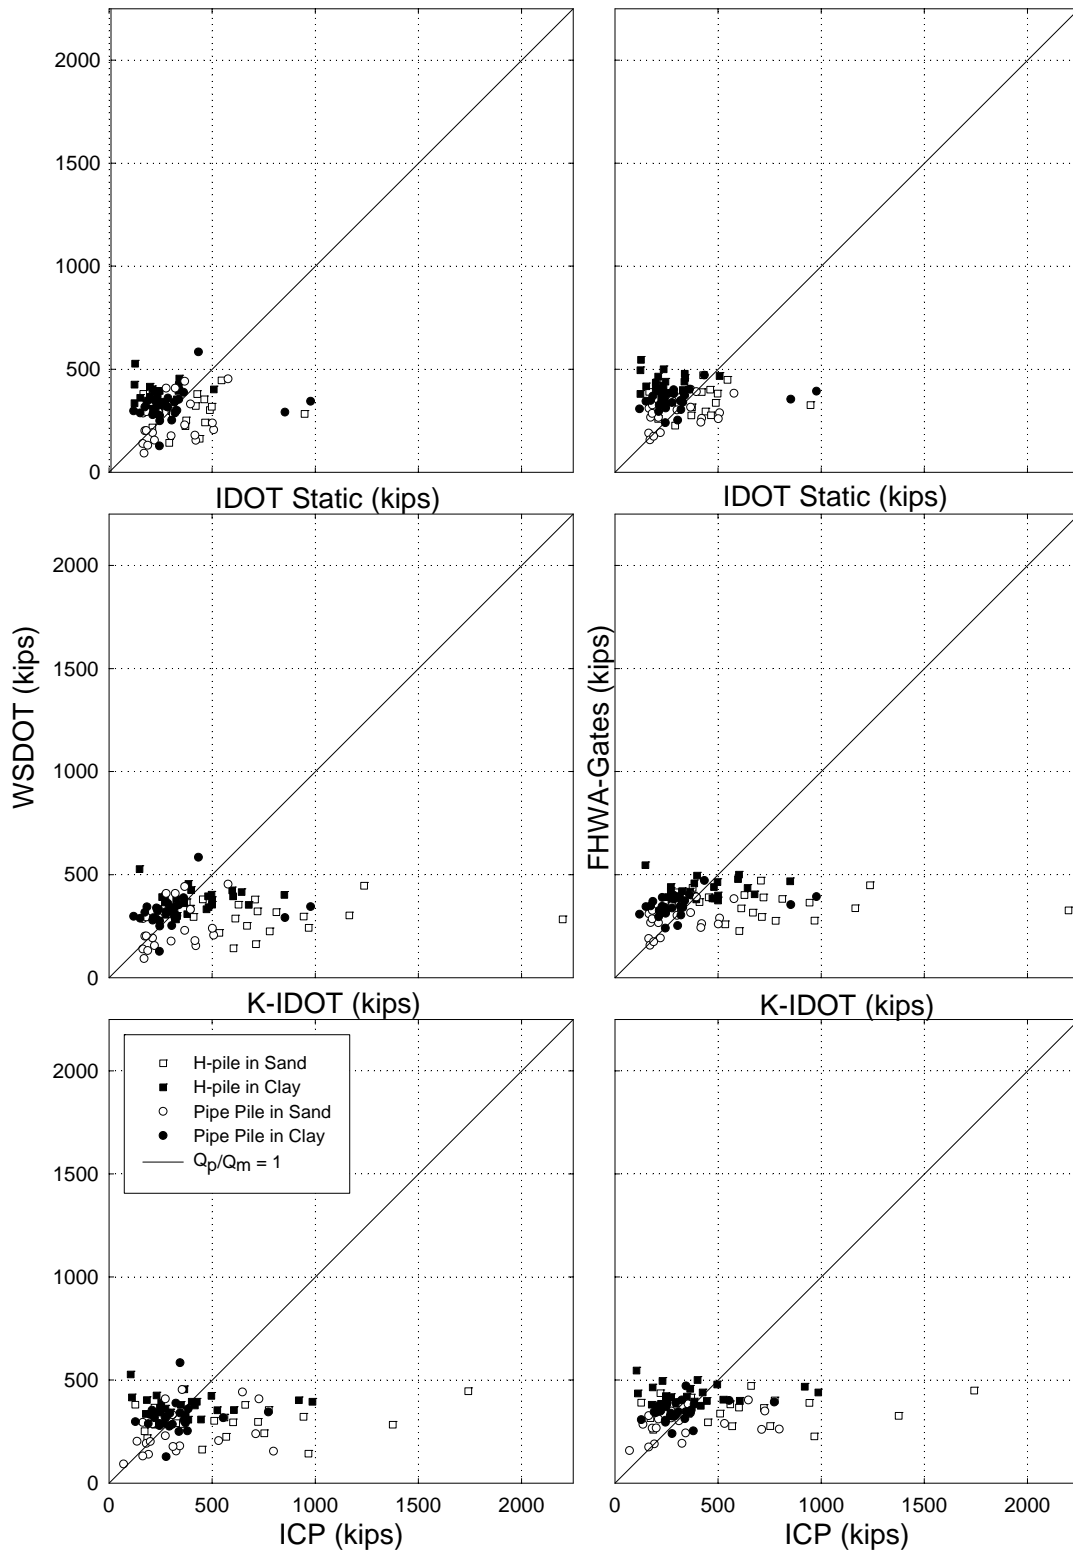 2000
1500
1000
500
0
IDOT Static (kips)
IDOT Static (kips)
2000
1500
1000
500
0
WSDOT (kips)
FHWA-Gates (kips)
K-IDOT (kips)
K-IDOT (kips)
H-pile in Sand
H-pile in Clay
Pipe Pile in Sand
Pipe Pile in Clay
Qp/Qm = 1
2000
1500
1000
500
0
0 500 1000 1500 2000
0 500 1000 1500 2000
ICP (kips)
ICP (kips)